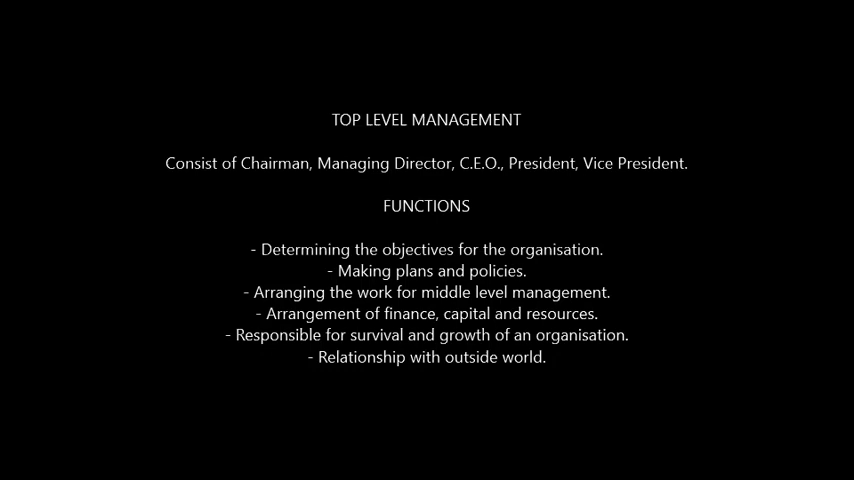 TOP LEVEL MANAGEMENT
Consist of Chairman, Managing Director, C.E.O., President, Vice President.
FUNCTIONS
- Determining the objectives for the organisation.
- Making plans and policies.
- Arranging the work for middle level management.
- Arrangement of finance, capital and resources.
- Responsible for survival and growth of an organisation.
- Relationship with outside world.